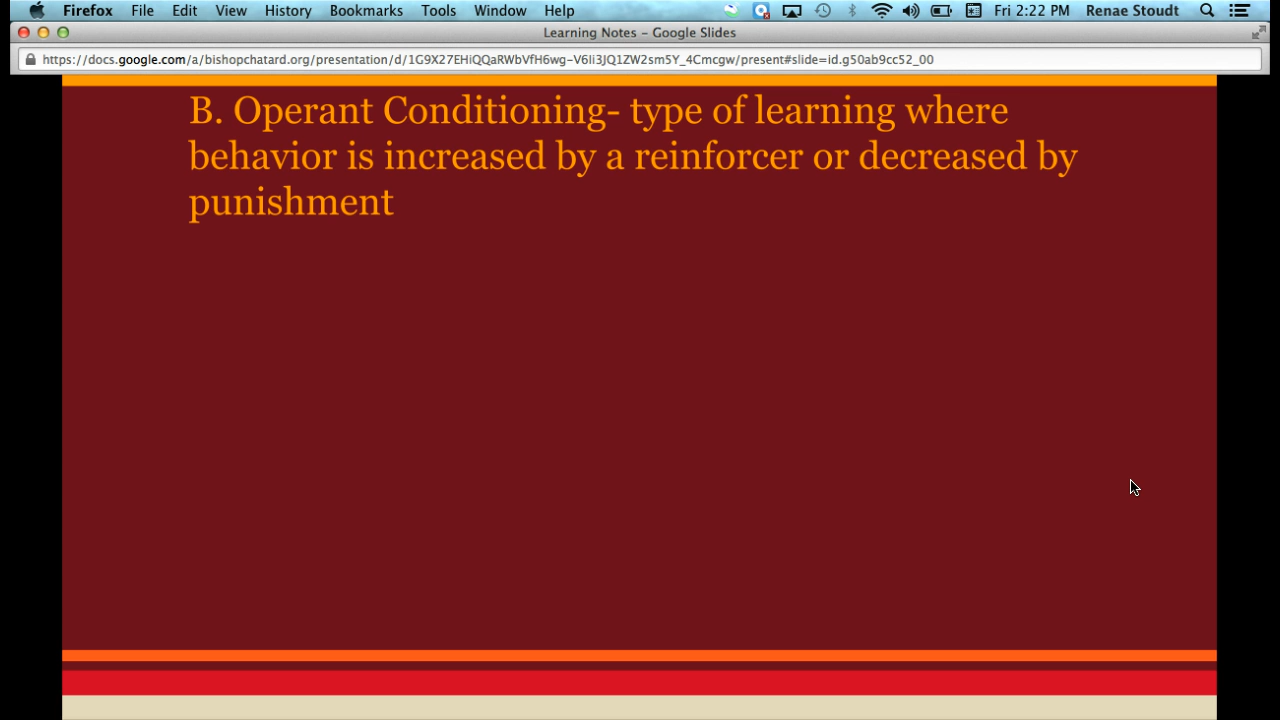 Firefox File Edit View History Bookmarks Tools Window Help Fri 2:22 PM Renae Stoudt
Learning Notes – Google Slides
https://docs.google.com/a/bishopchatard.org/presentation/d/1G9X27EHiQQaRWbVfH6wg-V6Ii3JQ1ZW2sm5Y_4Cmcgw/present#slide=id.g50ab9cc52_00
B. Operant Conditioning- type of learning where
behavior is increased by a reinforcer or decreased by
punishment